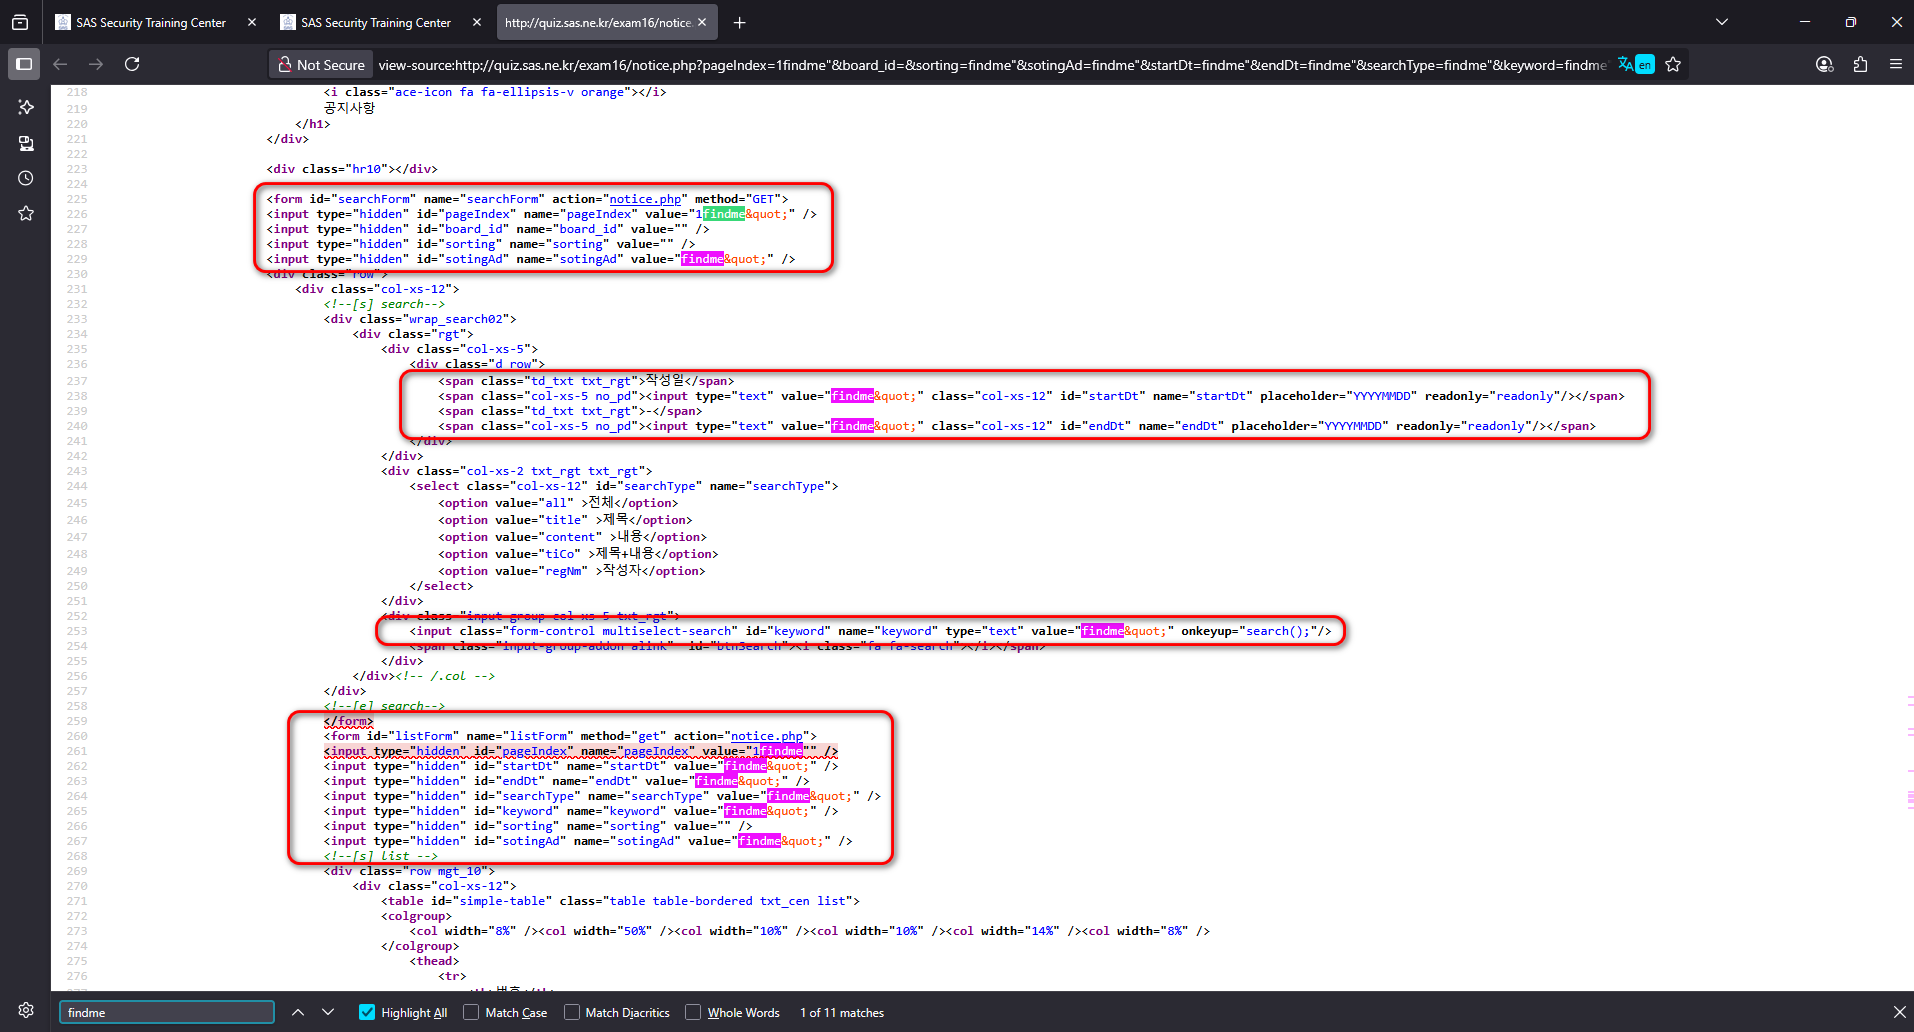 SAS Security Training Center
SAS Security Training Center
http://quiz.sas.ne.kr/exam16/notice.
Not Secure
view-source:http://quiz.sas.ne.kr/exam16/notice.php?pageIndex=1findme"&board_id=&sorting=findme"&sotingAd=findme"&startDt=findme"&endDt=findme"&searchType=findme"&keyword=findme"
en
218 <i class="ace-icon fa fa-ellipsis-v orange"></i>
219 공지사항
220 </h1>
221 </div>
222
223 <div class="hr10"></div>
224
225 <form id="searchForm" name="searchForm" action="notice.php" method="GET">
226 <input type="hidden" id="pageIndex" name="pageIndex" value="1findme&quot;" />
227 <input type="hidden" id="board_id" name="board_id" value="" />
228 <input type="hidden" id="sorting" name="sorting" value="" />
229 <input type="hidden" id="sotingAd" name="sotingAd" value="findme&quot;" />
230 <div class="row">
231 <div class="col-xs-12">
232 <!--[s] search-->
233 <div class="wrap_search02">
234 <div class="rgt">
235 <div class="col-xs-5">
236 <div class="d_row">
237 <span class="td_txt txt_rgt">작성일</span>
238 <span class="col-xs-5 no_pd"><input type="text" value="findme&quot;" class="col-xs-12" id="startDt" name="startDt" placeholder="YYYYMMDD" readonly="readonly"/></span>
239 <span class="td_txt txt_rgt">-</span>
240 <span class="col-xs-5 no_pd"><input type="text" value="findme&quot;" class="col-xs-12" id="endDt" name="endDt" placeholder="YYYYMMDD" readonly="readonly"/></span>
241 </div>
242 </div>
243 <div class="col-xs-2 txt_rgt txt_rgt">
244 <select class="col-xs-12" id="searchType" name="searchType">
245 <option value="all" >전체</option>
246 <option value="title" >제목</option>
247 <option value="content" >내용</option>
248 <option value="tiCo" >제목+내용</option>
249 <option value="regNm" >작성자</option>
250 </select>
251 </div>
252 <div class="input-group col-xs-5 txt_rgt">
253 <input class="form-control multiselect-search" id="keyword" name="keyword" type="text" value="findme&quot;" onkeyup="search();"/>
254 <span class="input-group-addon alink" id="btnSearch"><i class="fa fa-search"></i></span>
255 </div>
256 </div><!-- /.col -->
257 </div>
258 <!--[e] search-->
259 </form>
260 <form id="listForm" name="listForm" method="get" action="notice.php">
261 <input type="hidden" id="pageIndex" name="pageIndex" value="1findme"" />
262 <input type="hidden" id="startDt" name="startDt" value="findme&quot;" />
263 <input type="hidden" id="endDt" name="endDt" value="findme&quot;" />
264 <input type="hidden" id="searchType" name="searchType" value="findme&quot;" />
265 <input type="hidden" id="keyword" name="keyword" value="findme&quot;" />
266 <input type="hidden" id="sorting" name="sorting" value="" />
267 <input type="hidden" id="sotingAd" name="sotingAd" value="findme&quot;" />
268 <!--[s] list -->
269 <div class="row mgt_10">
270 <div class="col-xs-12">
271 <table id="simple-table" class="table table-bordered txt_cen list">
272 <colgroup>
273 <col width="8%" /><col width="50%" /><col width="10%" /><col width="10%" /><col width="14%" /><col width="8%" />
274 </colgroup>
275 <thead>
276 <tr>
findme
Highlight All
Match Case
Match Diacritics
Whole Words
1 of 11 matches